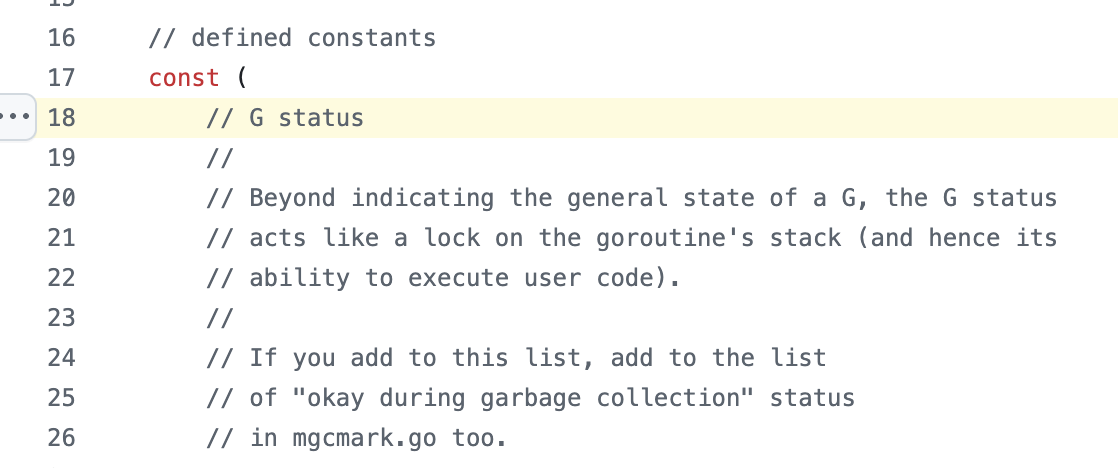 16 // defined constants
17 const (
18 // G status
19 //
20 // Beyond indicating the general state of a G, the G status
21 // acts like a lock on the goroutine's stack (and hence its
22 // ability to execute user code).
23 //
24 // If you add to this list, add to the list
25 // of "okay during garbage collection" status
26 // in mgcmark.go too.